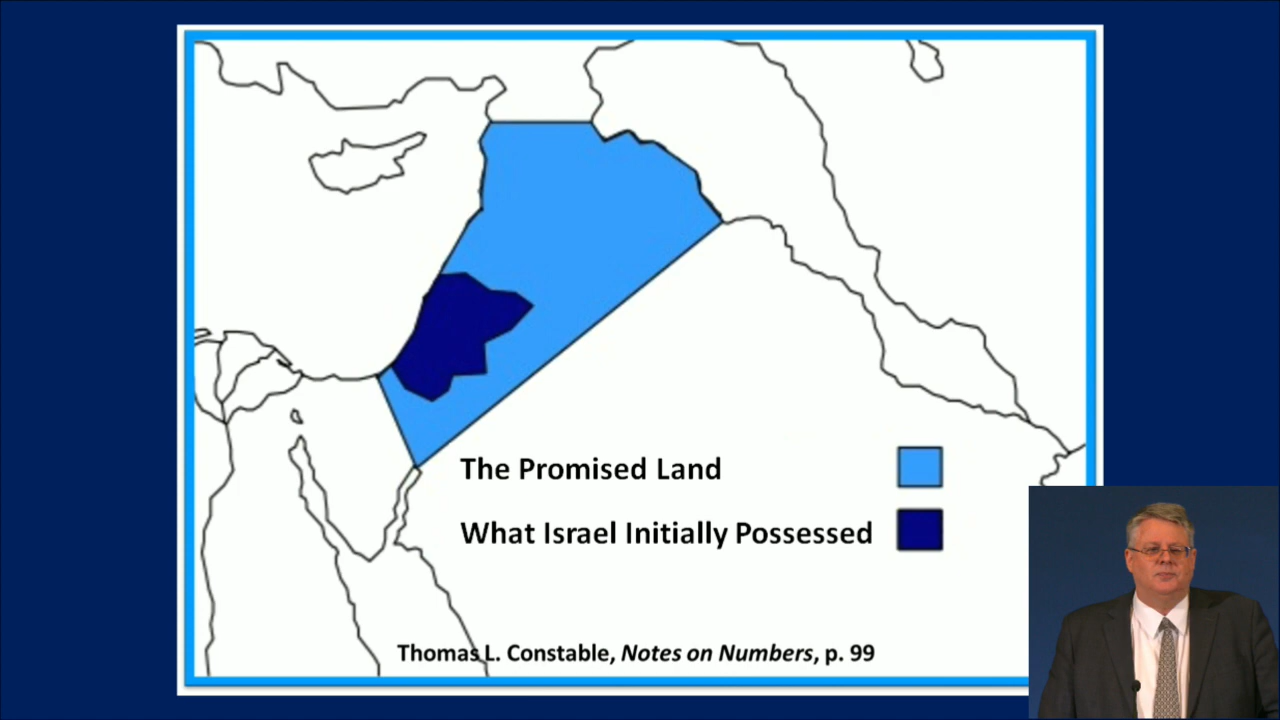 The Promised Land
What Israel Initially Possessed
Thomas L. Constable, Notes on Numbers, p. 99